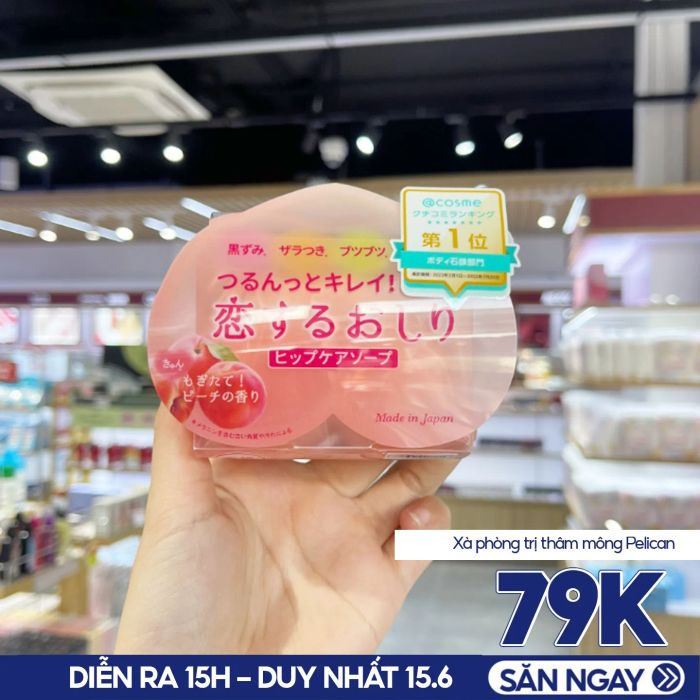 @cosme
クチコミランキング
第1位
ボディ石鹸部門
黒ずみ、ザラつき、ブツブツ、
つるんっとキレイ!
恋するおしり
ヒップケアソープ
きゅん
もぎたて!
ピーチの香り
Made in Japan
Xà phòng trị thâm mông Pelican
79K
DIỄN RA 15H – DUY NHẤT 15.6
SĂN NGAY >>